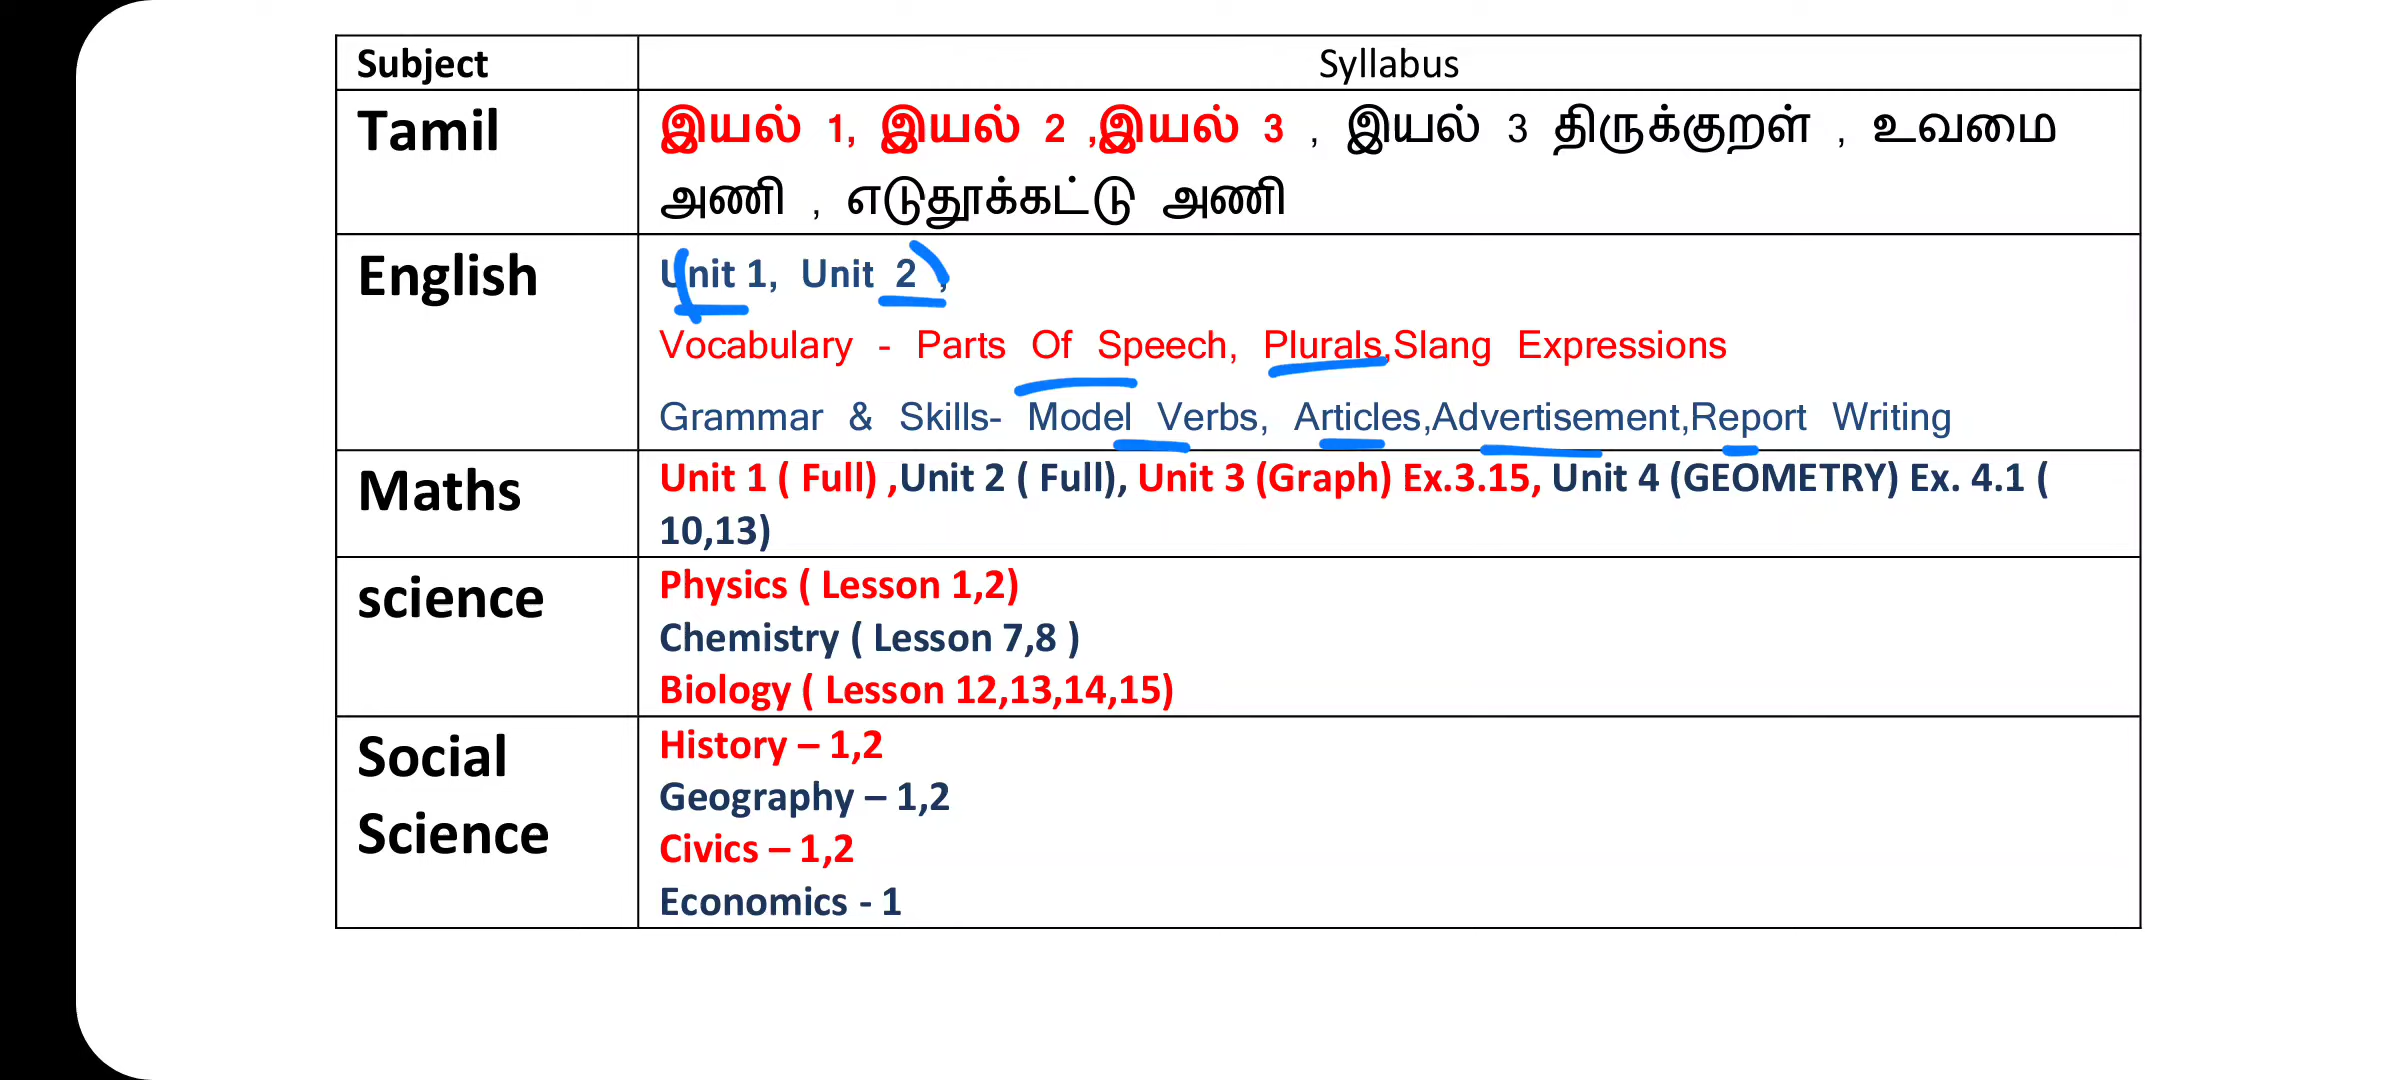 Subject
Syllabus
Tamil
இயல் 1, இயல் 2 ,இயல் 3 , இயல் 3 திருக்குறள் , உவமை
அணி , எடுதூக்கட்டு அணி
English
Unit 1, Unit 2 ,
Vocabulary - Parts Of Speech, Plurals,Slang Expressions
Grammar & Skills- Model Verbs, Articles,Advertisement,Report Writing
Maths
Unit 1 ( Full) ,Unit 2 ( Full), Unit 3 (Graph) Ex.3.15, Unit 4 (GEOMETRY) Ex. 4.1 (
10,13)
science
Physics ( Lesson 1,2)
Chemistry ( Lesson 7,8 )
Biology ( Lesson 12,13,14,15)
Social
Science
History – 1,2
Geography – 1,2
Civics – 1,2
Economics - 1